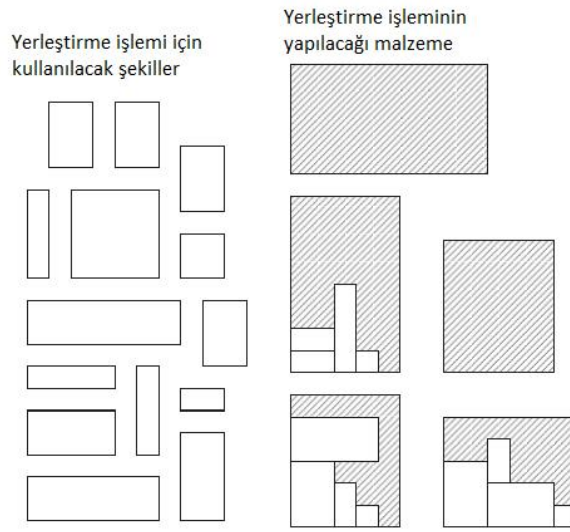 Yerleştirme işlemi için
kullanılacak şekiller
Yerleştirme işleminin
yapılacağı malzeme